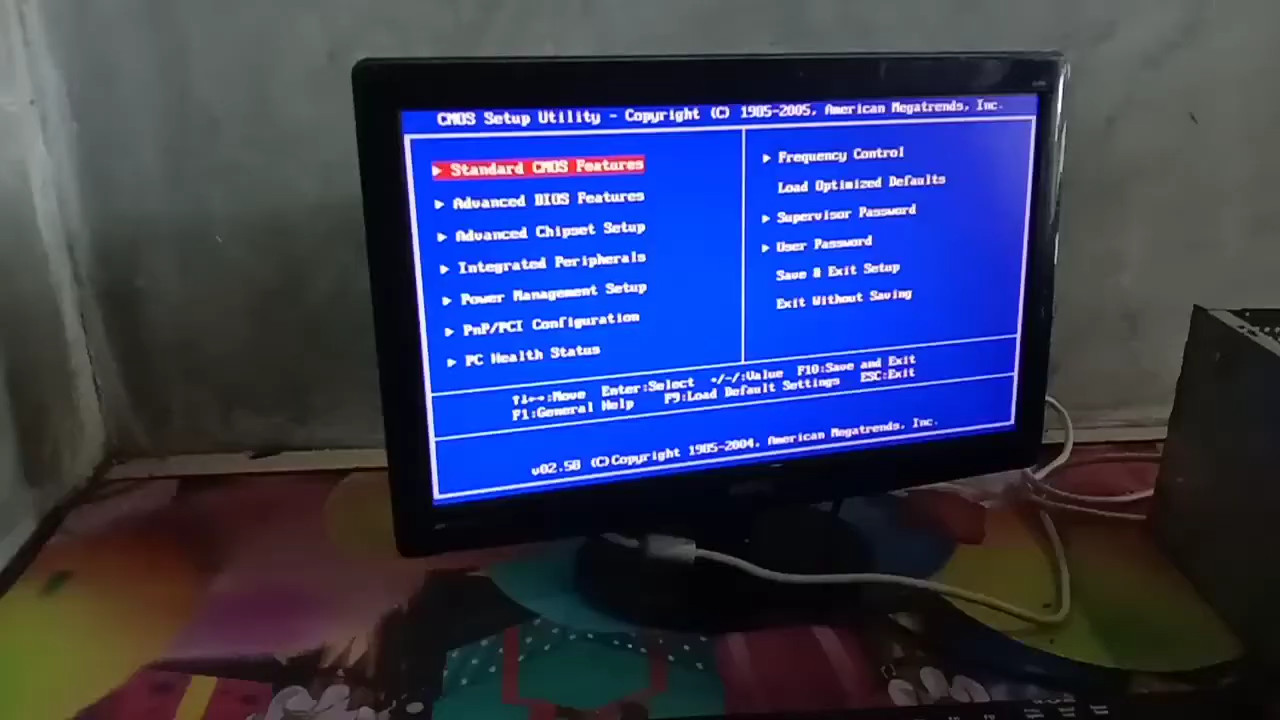 CMOS Setup Utility - Copyright (C) 1985-2005, American Megatrends, Inc.
Standard CMOS Features
Advanced BIOS Features
Advanced Chipset Setup
Integrated Peripherals
Power Management Setup
PnP/PCI Configuration
PC Health Status
Frequency Control
Load Optimized Defaults
Supervisor Password
User Password
Save & Exit Setup
Exit Without Saving
↑↓←→:Move Enter:Select +/-/:Value F10:Save and Exit
F1:General Help F9:Load Default Settings ESC:Exit
v02.58 (C)Copyright 1985-2004, American Megatrends, Inc.